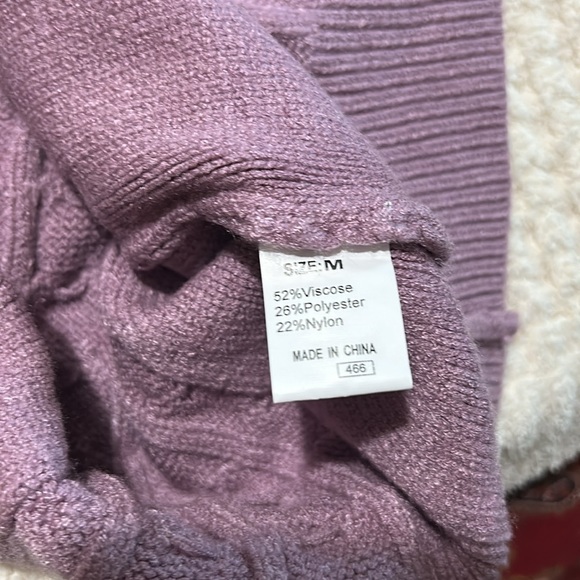 SIZE:M
52%Viscose
26%Polyester
22%Nylon
MADE IN CHINA
466